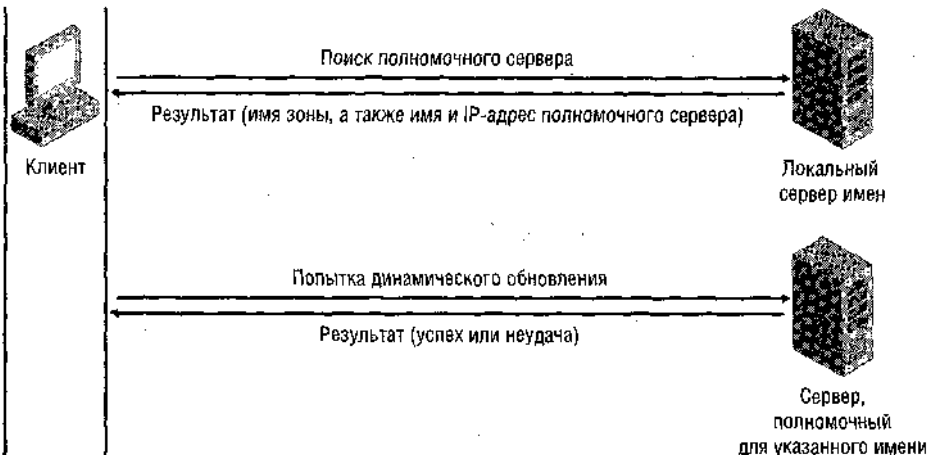 Поиск полномочного сервера
Результат (имя зоны, а также имя и IP-адрес полномочного сервера)
Клиент
Локальный
сервер имен
Попытка динамического обновления
Результат (успех или неудача)
Сервер,
полномочный
для указанного имени